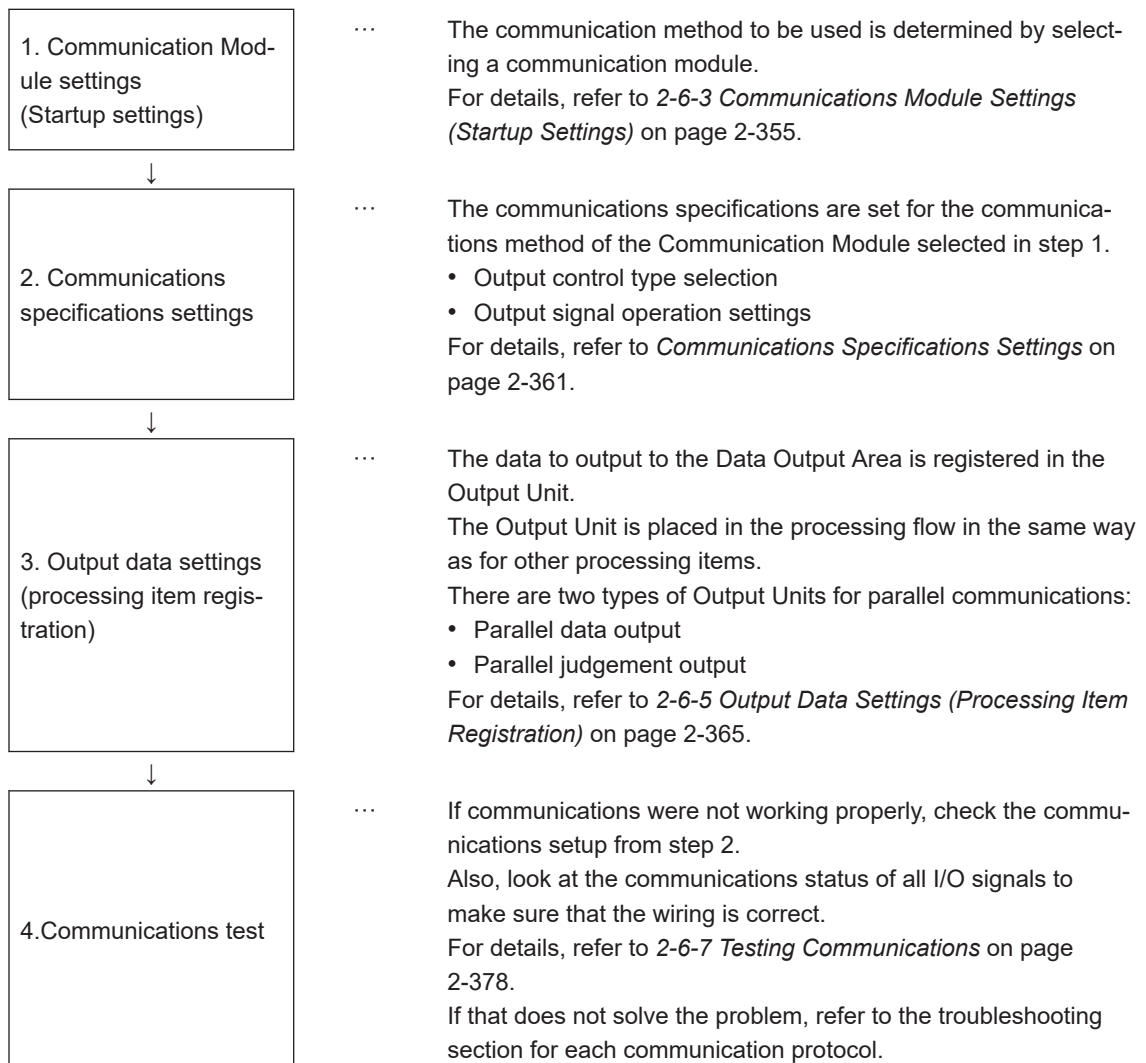 1. Communication Mod-
ule settings
(Startup settings)
… The communication method to be used is determined by select-
ing a communication module.
For details, refer to 2-6-3 Communications Module Settings
(Startup Settings) on page 2-355.
↓
2. Communications
specifications settings
… The communications specifications are set for the communica-
tions method of the Communication Module selected in step 1.
• Output control type selection
• Output signal operation settings
For details, refer to Communications Specifications Settings on
page 2-361.
↓
3. Output data settings
(processing item regis-
tration)
… The data to output to the Data Output Area is registered in the
Output Unit.
The Output Unit is placed in the processing flow in the same way
as for other processing items.
There are two types of Output Units for parallel communications:
• Parallel data output
• Parallel judgement output
For details, refer to 2-6-5 Output Data Settings (Processing Item
Registration) on page 2-365.
↓
4.Communications test
… If communications were not working properly, check the commu-
nications setup from step 2.
Also, look at the communications status of all I/O signals to
make sure that the wiring is correct.
For details, refer to 2-6-7 Testing Communications on page
2-378.
If that does not solve the problem, refer to the troubleshooting
section for each communication protocol.